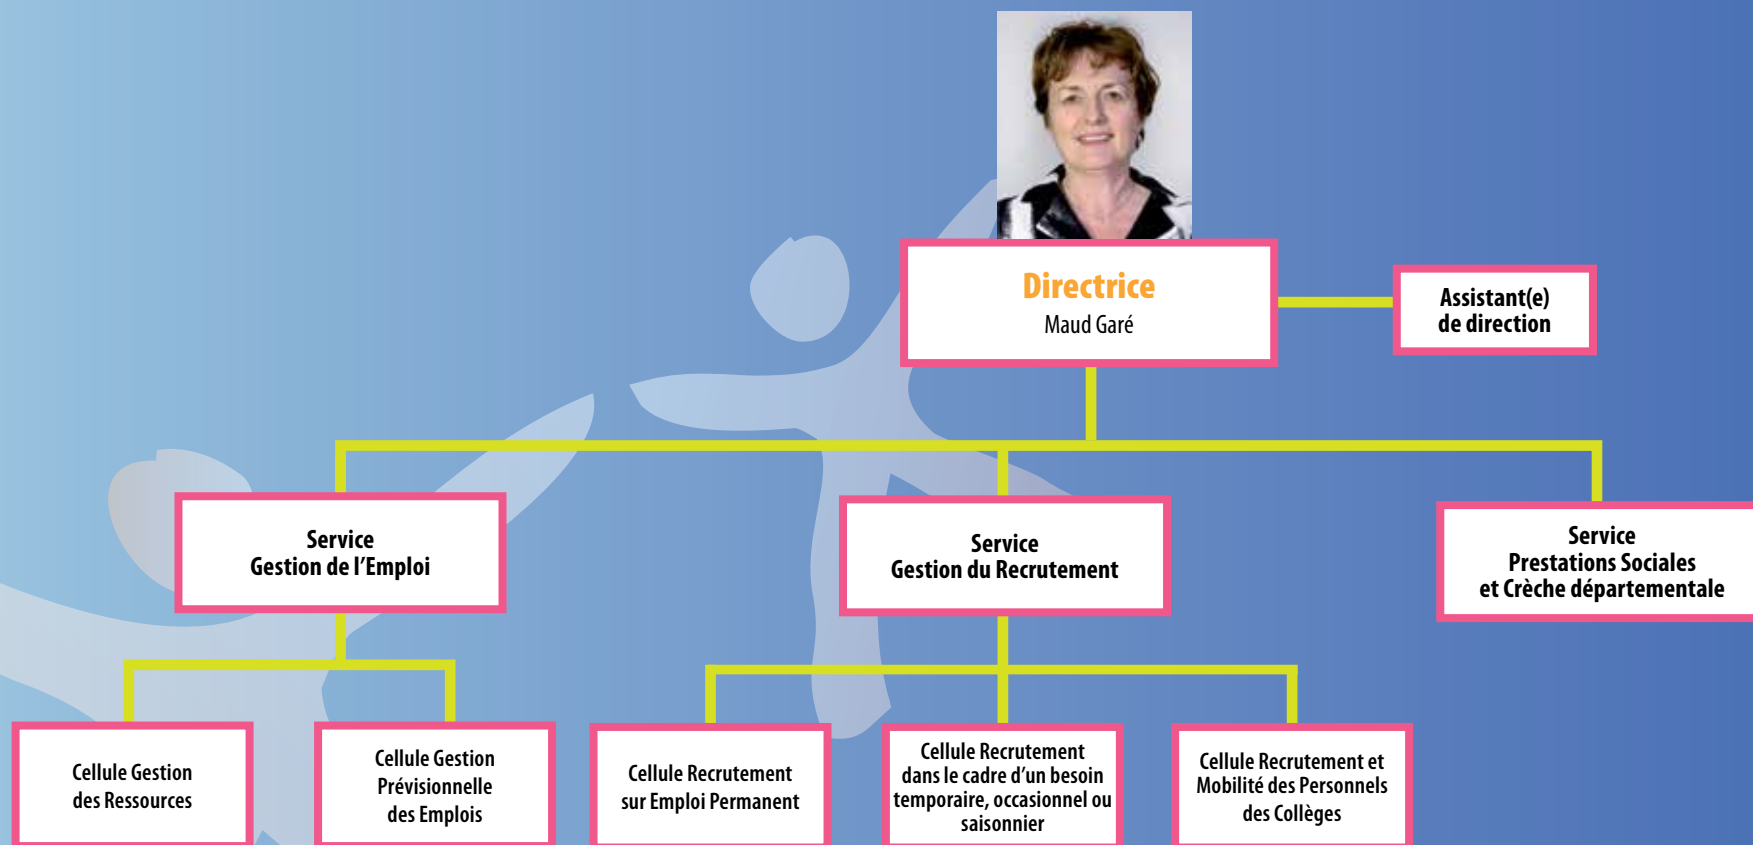 Directrice
Maud Garé
Assistant(e)
de direction
Service
Gestion de l’Emploi
Service
Gestion du Recrutement
Service
Prestations Sociales
et Crèche départementale
Cellule Gestion
des Ressources
Cellule Gestion
Prévisionnelle
des Emplois
Cellule Recrutement
sur Emploi Permanent
Cellule Recrutement
dans le cadre d’un besoin
temporaire, occasionnel ou
saisonnier
Cellule Recrutement et
Mobilité des Personnels
des Collèges